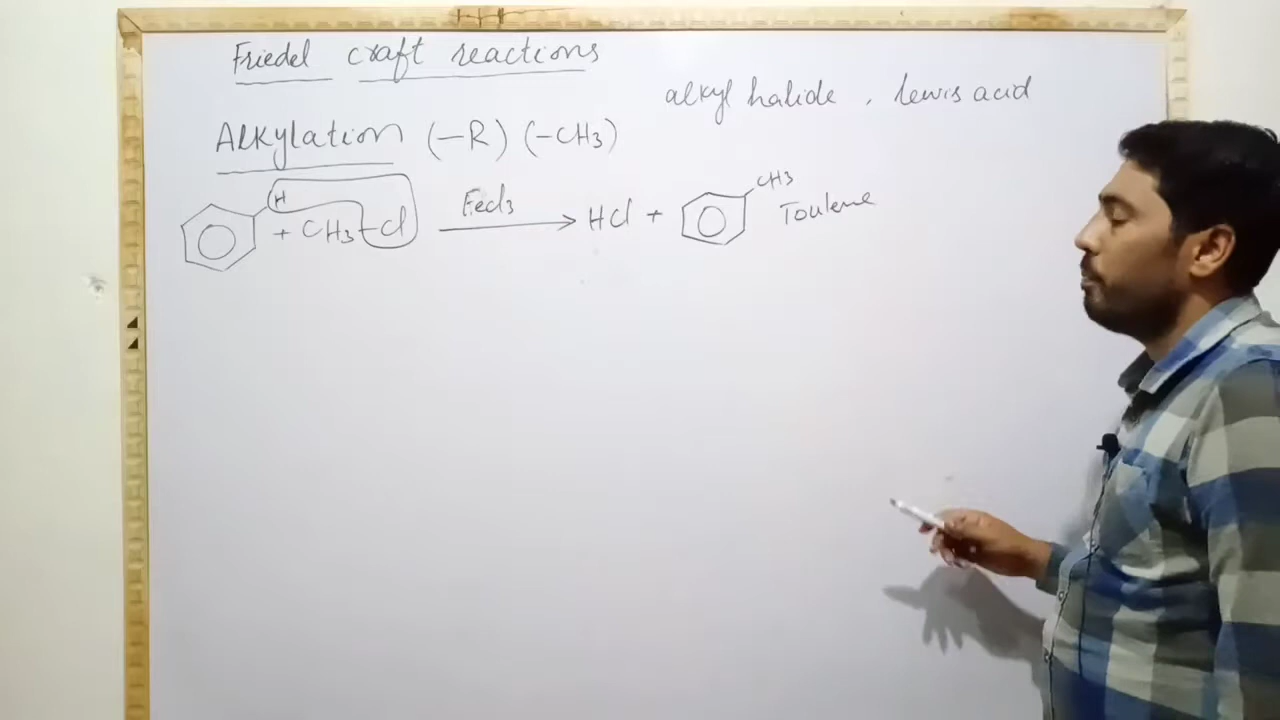 Friedel craft reactions
alkyl halide , lewis acid
Alkylation (-R) (-CH3)
H + CH3-Cl FeCl3 HCl + CH3 Toulene